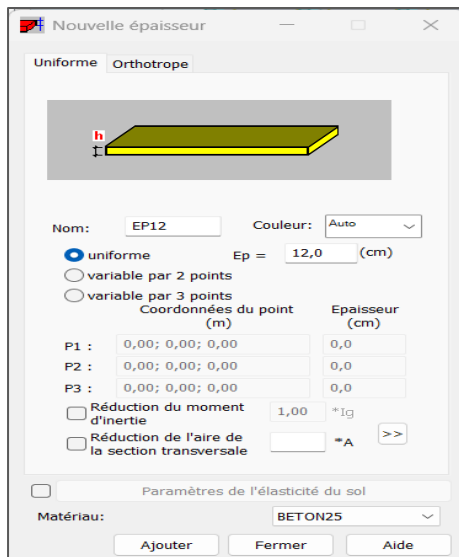 Nouvelle épaisseur
Uniforme Orthotrope
h
Nom: EP12 Couleur: Auto
uniforme Ep = 12,0 (cm)
variable par 2 points
variable par 3 points
Coordonnées du point Epaisseur
(m) (cm)
P1 : 0,00; 0,00; 0,00 0,0
P2 : 0,00; 0,00; 0,00 0,0
P3 : 0,00; 0,00; 0,00 0,0
Réduction du moment
d'inertie 1,00 *Ig
Réduction de l'aire de
la section transversale *A >>
Paramètres de l'élasticité du sol
Matériau: BETON25
Ajouter Fermer Aide